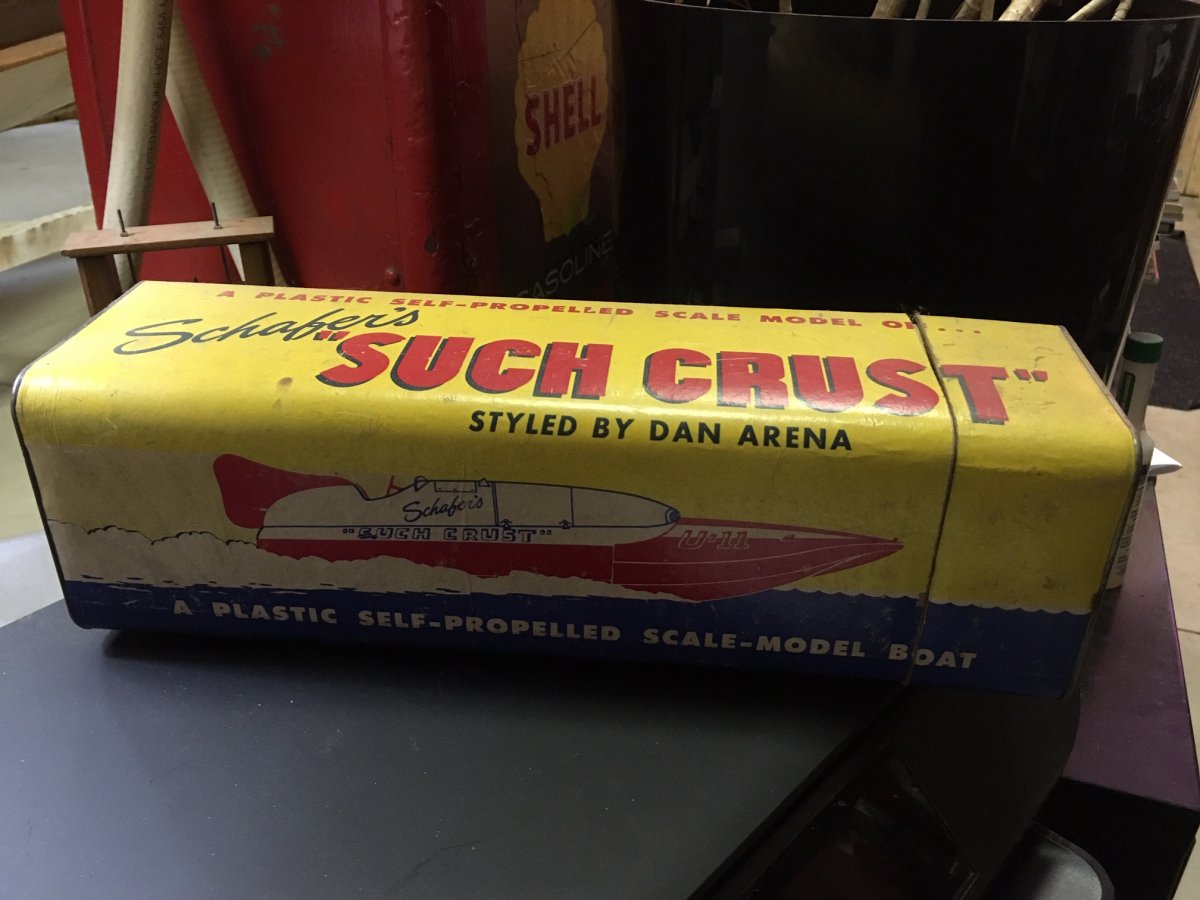 SHELL
GASOLINE
A PLASTIC SELF-PROPELLED SCALE MODEL OF...
Schafer's
"SUCH CRUST"
STYLED BY DAN ARENA
Schafer's
"SUCH CRUST"
U-11
A PLASTIC SELF-PROPELLED SCALE-MODEL BOAT